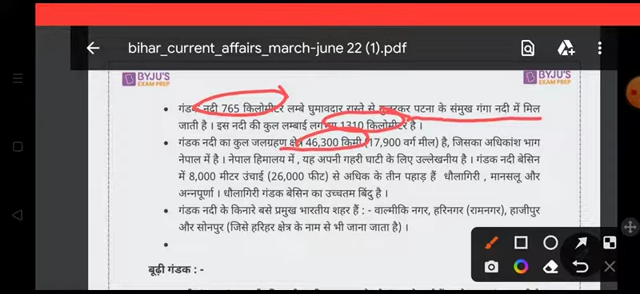 bihar_current_affairs_march-june 22 (1).pdf
BYJU'S
EXAM PREP
BYJU'S
EXAM PREP
गंडक नदी 765 किलोमीटर लम्बे घुमावदार रास्ते से गुजरकर पटना के संमुख गंगा नदी में मिल
जाती है। इस नदी की कुल लम्बाई लगभग 1310 किलोमीटर है।
गंडक नदी का कुल जलग्रहण क्षेत्र 46,300 किमी (17,900 वर्ग मील) है, जिसका अधिकांश भाग
नेपाल में है। नेपाल हिमालय में, यह अपनी गहरी घाटी के लिए उल्लेखनीय है। गंडक नदी बेसिन
में 8,000 मीटर उंचाई (26,000 फीट) से अधिक के तीन पहाड़ हैं धौलागिरी, मानसलू और
अन्नपूर्णा। धौलागिरी गंडक बेसिन का उच्चतम बिंदु है।
गंडक नदी के किनारे बसे प्रमुख भारतीय शहर हैं :- वाल्मीकि नगर, हरिनगर (रामनगर), हाजीपुर
और सोनपुर (जिसे हरिहर क्षेत्र के नाम से भी जाना जाता है)।
बूढ़ी गंडक :-